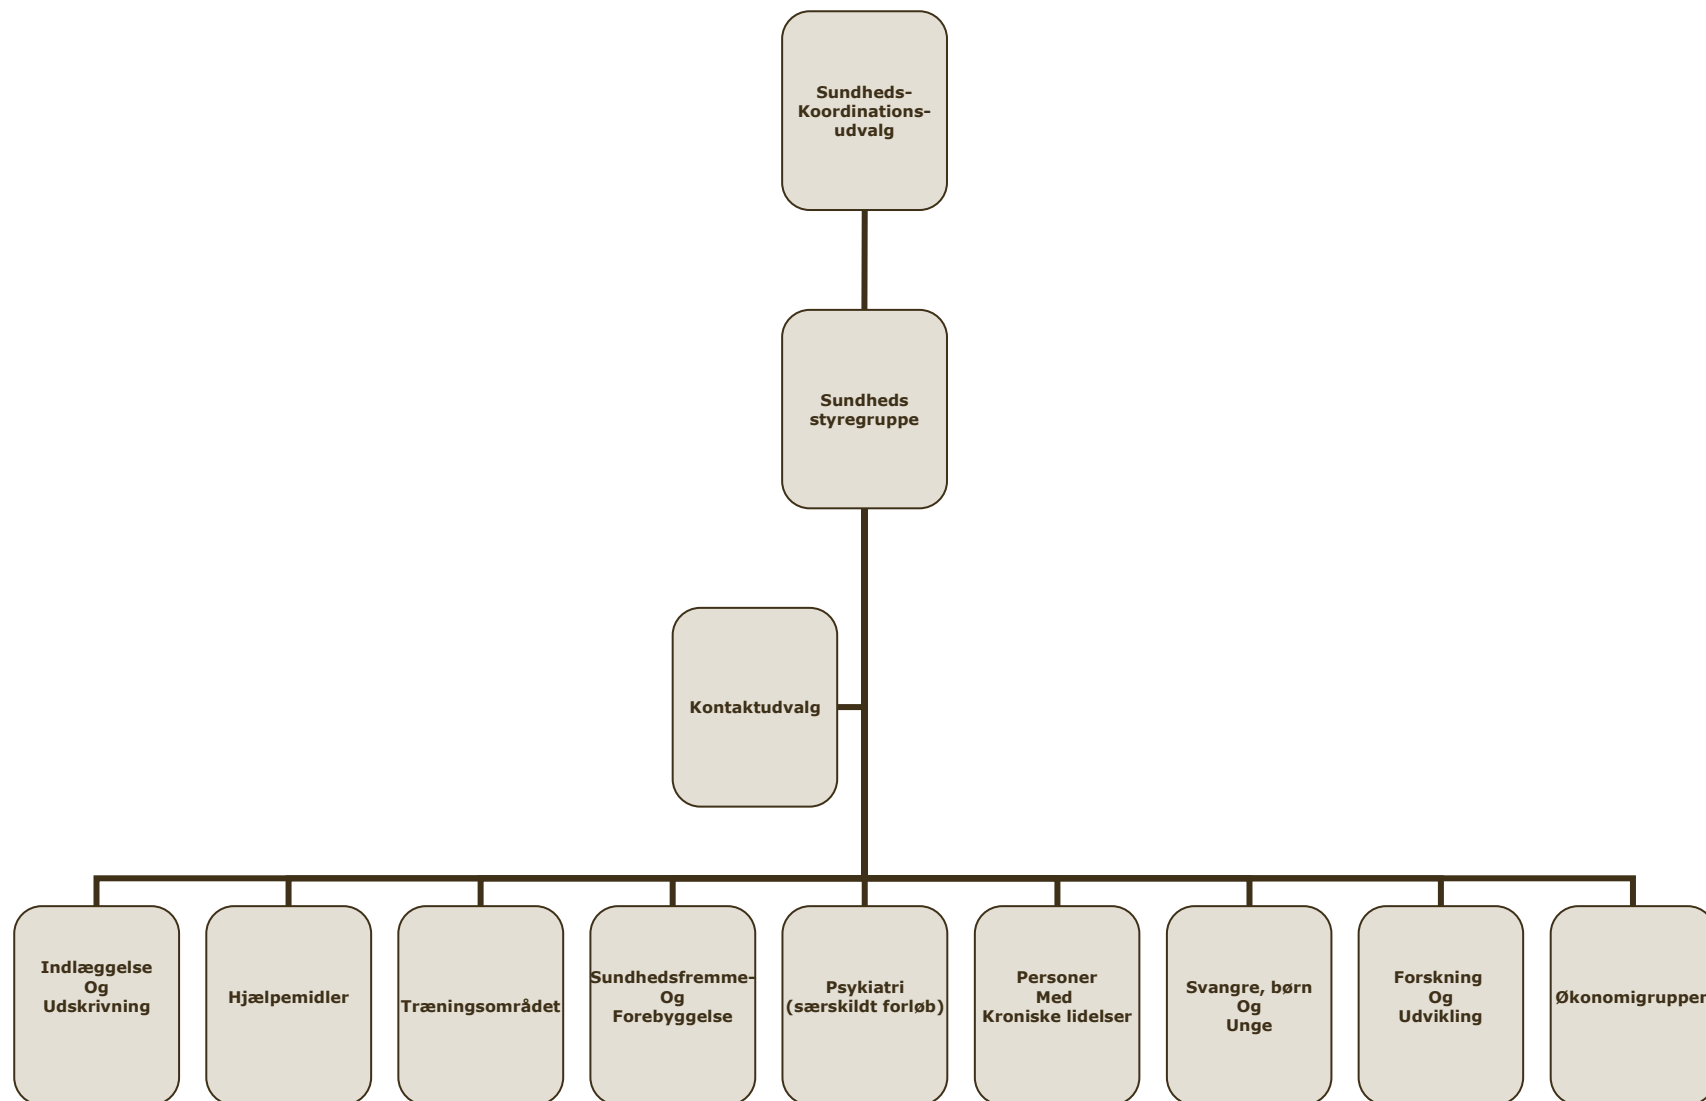 Sundheds-
Koordinations-
udvalg
Sundheds
styregruppe
Kontaktudvalg
Indlæggelse
Og
Udskrivning
Hjælpemidler
Træningsområdet
Sundhedsfremme-
Og
Forebyggelse
Psykiatri
(særskildt forløb)
Personer
Med
Kroniske lidelser
Svangre, børn
Og
Unge
Forskning
Og
Udvikling
Økonomigruppen